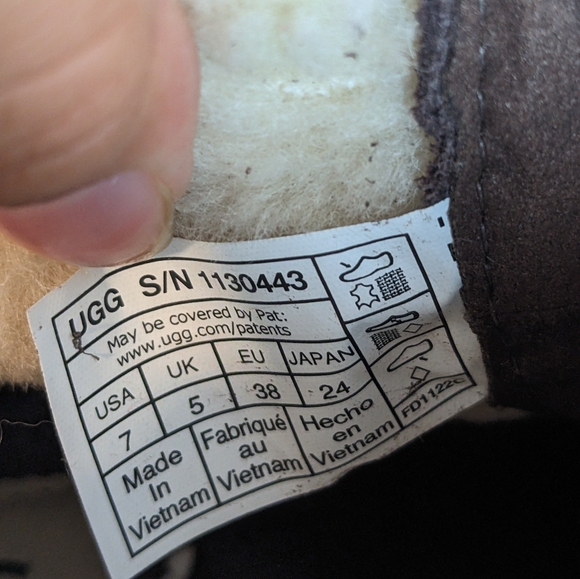 UGG S/N 1130443
May be covered by Pat:
www.ugg.com/patents
USA UK EU JAPAN
7 5 38 24
Made
In
Vietnam
Fabriqué
au
Vietnam
Hecho
en
Vietnam